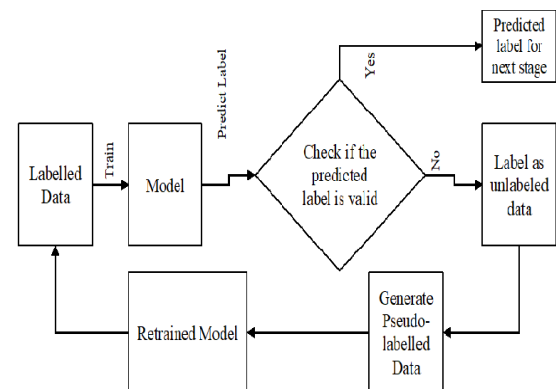 Predicted
label for
next stage
Yes
Predict Label
Labelled
Data
Train
Model
Check if the
predicted
label is valid
No
Label as
unlabeled
data
Retrained Model
Generate
Pseudo-
labelled
Data